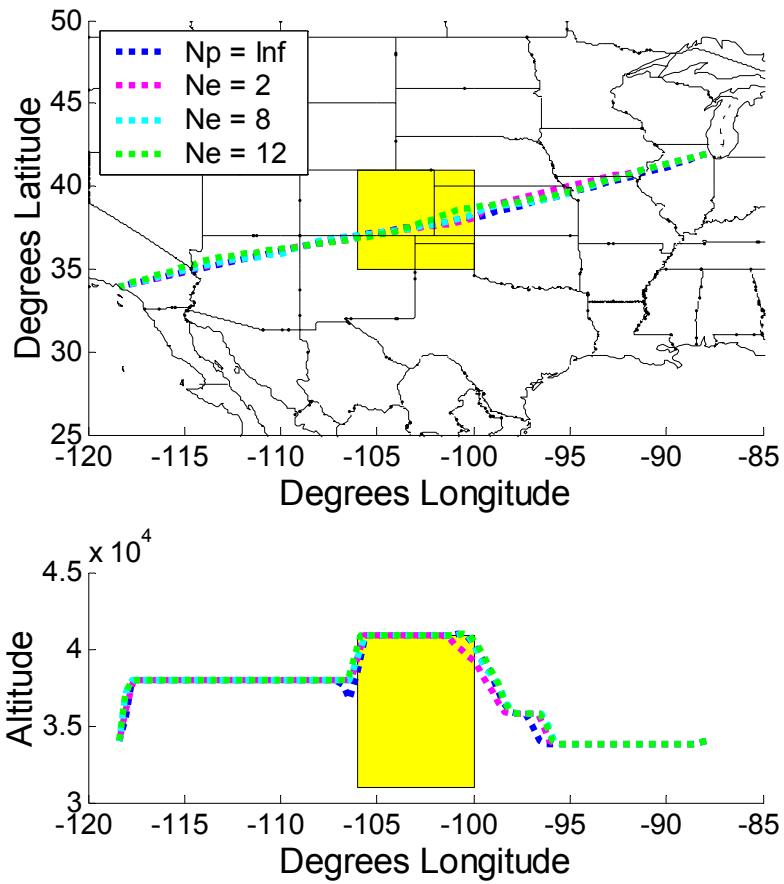 50
45
40
35
30
25
Degrees Latitude
Np = Inf
Ne = 2
Ne = 8
Ne = 12
-120 -115 -110 -105 -100 -95 -90 -85
Degrees Longitude
x 10^4
4.5
4
3.5
3
Altitude
-120 -115 -110 -105 -100 -95 -90 -85
Degrees Longitude